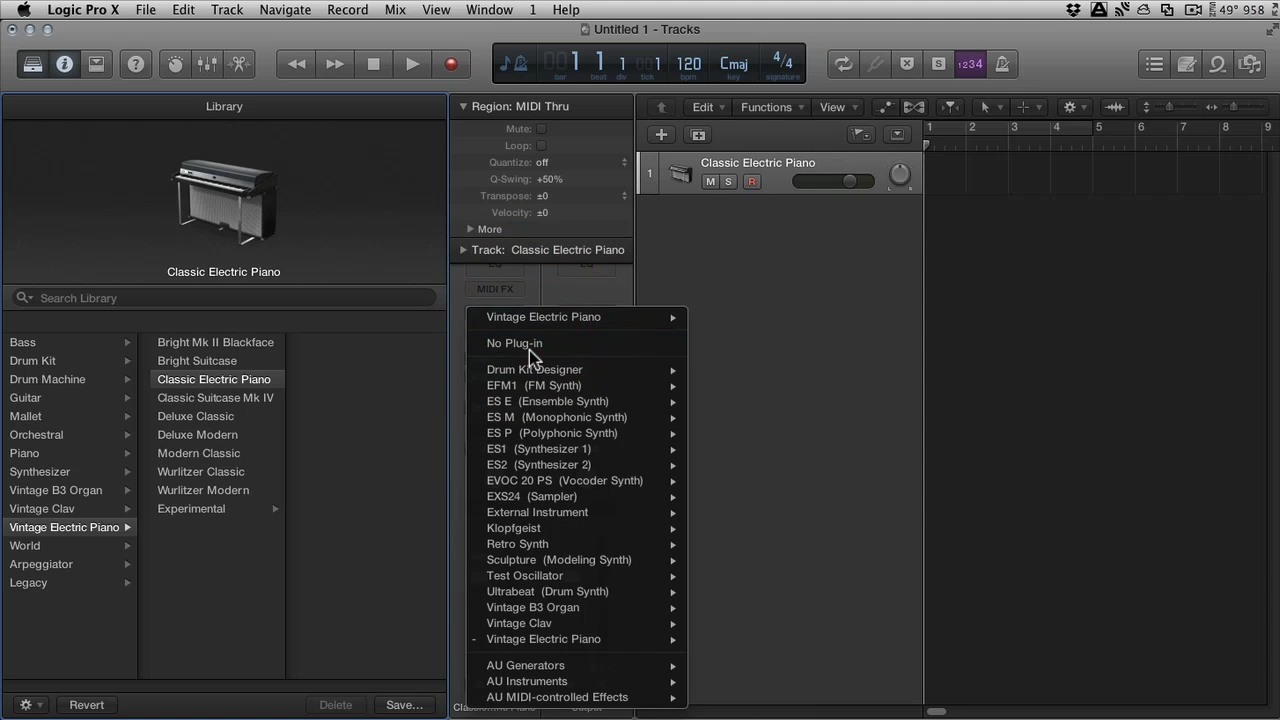 Logic Pro X File Edit Track Navigate Record Mix View Window 1 Help 49° 958
Untitled 1 - Tracks
1 1 1 1 120 Cmaj 4/4
bar beat div tick bpm key signature
1234
Library
Classic Electric Piano
Search Library
Bass
Drum Kit
Drum Machine
Guitar
Mallet
Orchestral
Piano
Synthesizer
Vintage B3 Organ
Vintage Clav
Vintage Electric Piano
World
Arpeggiator
Legacy
Bright Mk II Blackface
Bright Suitcase
Classic Electric Piano
Classic Suitcase Mk IV
Deluxe Classic
Deluxe Modern
Modern Classic
Wurlitzer Classic
Wurlitzer Modern
Experimental
Revert Delete Save...
Region: MIDI Thru
Mute:
Loop:
Quantize: off
Q-Swing: +50%
Transpose: ±0
Velocity: ±0
More
Track: Classic Electric Piano
EQ EQ
MIDI FX
Vintage Electric Piano
No Plug-in
Drum Kit Designer
EFM1 (FM Synth)
ES E (Ensemble Synth)
ES M (Monophonic Synth)
ES P (Polyphonic Synth)
ES1 (Synthesizer 1)
ES2 (Synthesizer 2)
EVOC 20 PS (Vocoder Synth)
EXS24 (Sampler)
External Instrument
Klopfgeist
Retro Synth
Sculpture (Modeling Synth)
Test Oscillator
Ultrabeat (Drum Synth)
Vintage B3 Organ
Vintage Clav
- Vintage Electric Piano
AU Generators
AU Instruments
AU MIDI-controlled Effects
Edit Functions View
1 2 3 4 5 6 7 8 9
1 Classic Electric Piano
M S R
L R